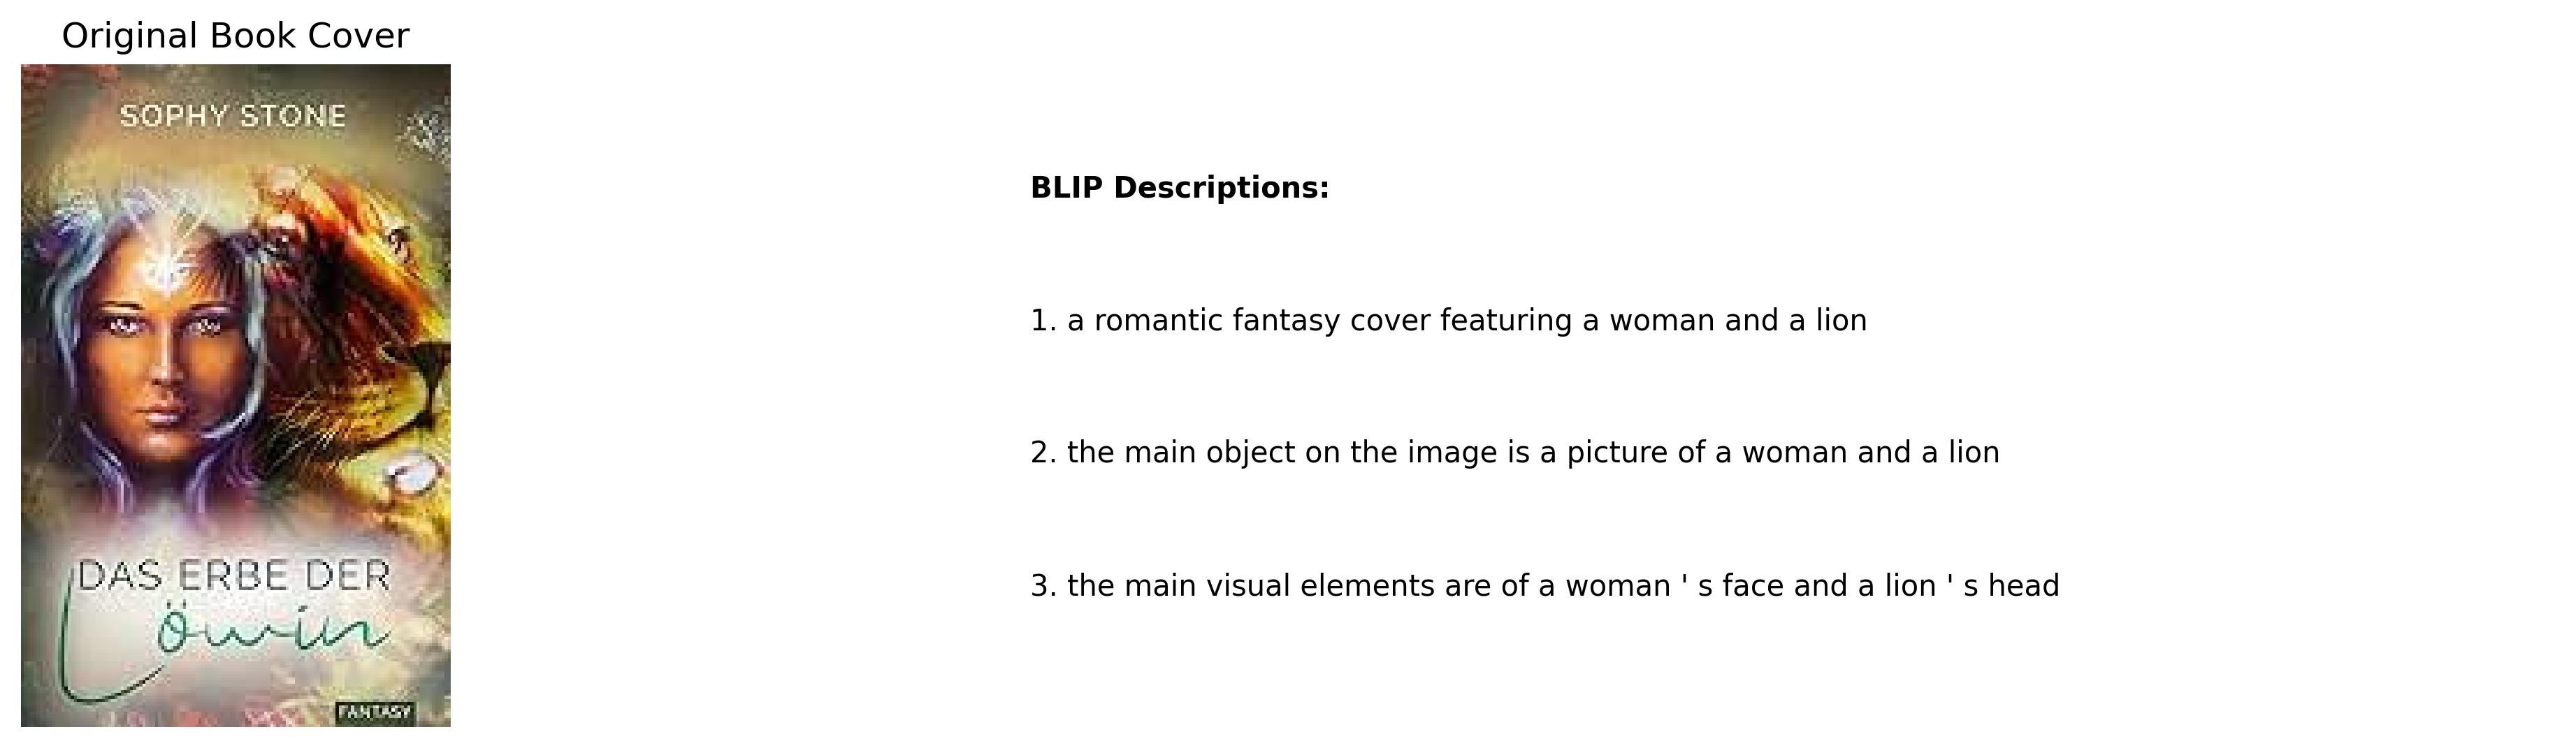 Original Book Cover
SOPHY STONE
DAS ERBE DER
Löwin
FANTASY
BLIP Descriptions:
1. a romantic fantasy cover featuring a woman and a lion
2. the main object on the image is a picture of a woman and a lion
3. the main visual elements are of a woman ' s face and a lion ' s head